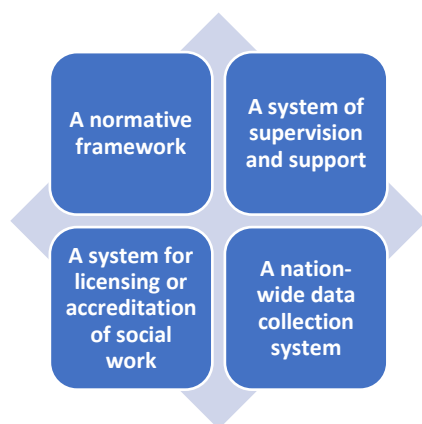 A normative
framework
A system of
supervision
and support
A system for
licensing or
accreditation
of social
work
A nation-
wide data
collection
system